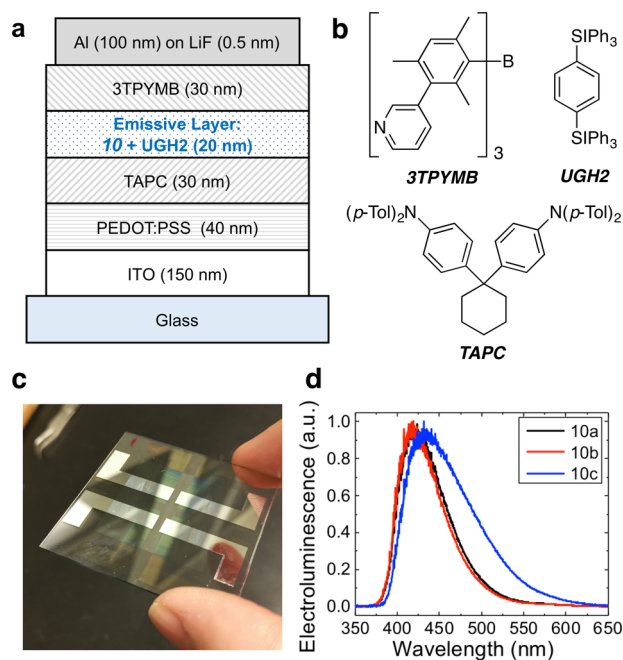 a
Al (100 nm) on LiF (0.5 nm)
3TPYMB (30 nm)
Emissive Layer:
10 + UGH2 (20 nm)
TAPC (30 nm)
PEDOT:PSS (40 nm)
ITO (150 nm)
Glass
b
N
B
3
3TPYMB
SIPh3
SIPh3
UGH2
(p-Tol)2N
N(p-Tol)2
TAPC
c
d
Electroluminescence (a.u.)
1.0
0.8
0.6
0.4
0.2
0.0
10a
10b
10c
350 400 450 500 550 600 650
Wavelength (nm)